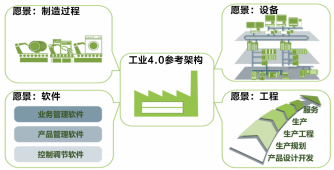 愿景：制造过程
愿景：设备
工业4.0参考架构
愿景：软件
业务管理软件
产品管理软件
控制调节软件
愿景：工程
服务
生产
生产工程
生产规划
产品设计开发